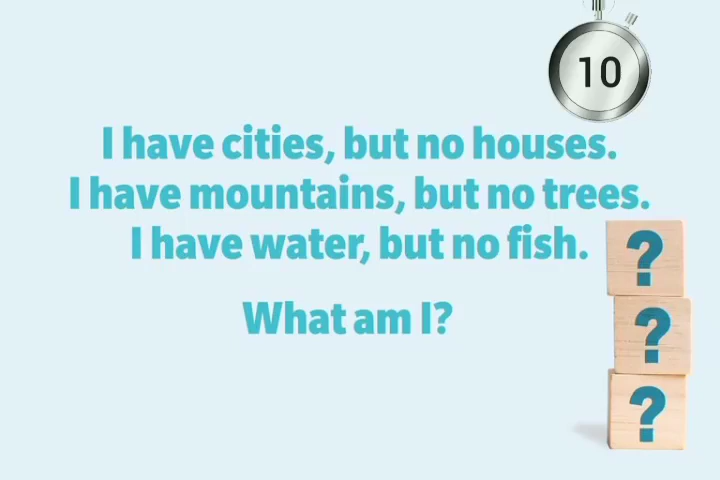 10
I have cities, but no houses.
I have mountains, but no trees.
I have water, but no fish.
What am I?
?
?
?